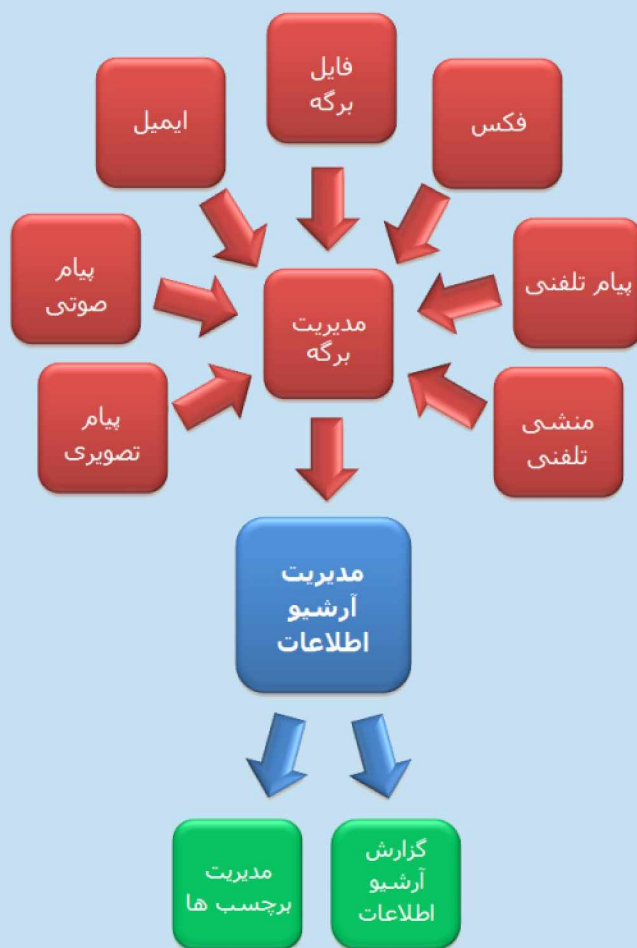 فایل
برگه
ایمیل
فکس
پیام
صوتی
پیام تلفنی
مدیریت
برگه
پیام
تصویری
منشی
تلفنی
مدیریت
آرشیو
اطلاعات
مدیریت
برچسب ها
گزارش
آرشیو
اطلاعات